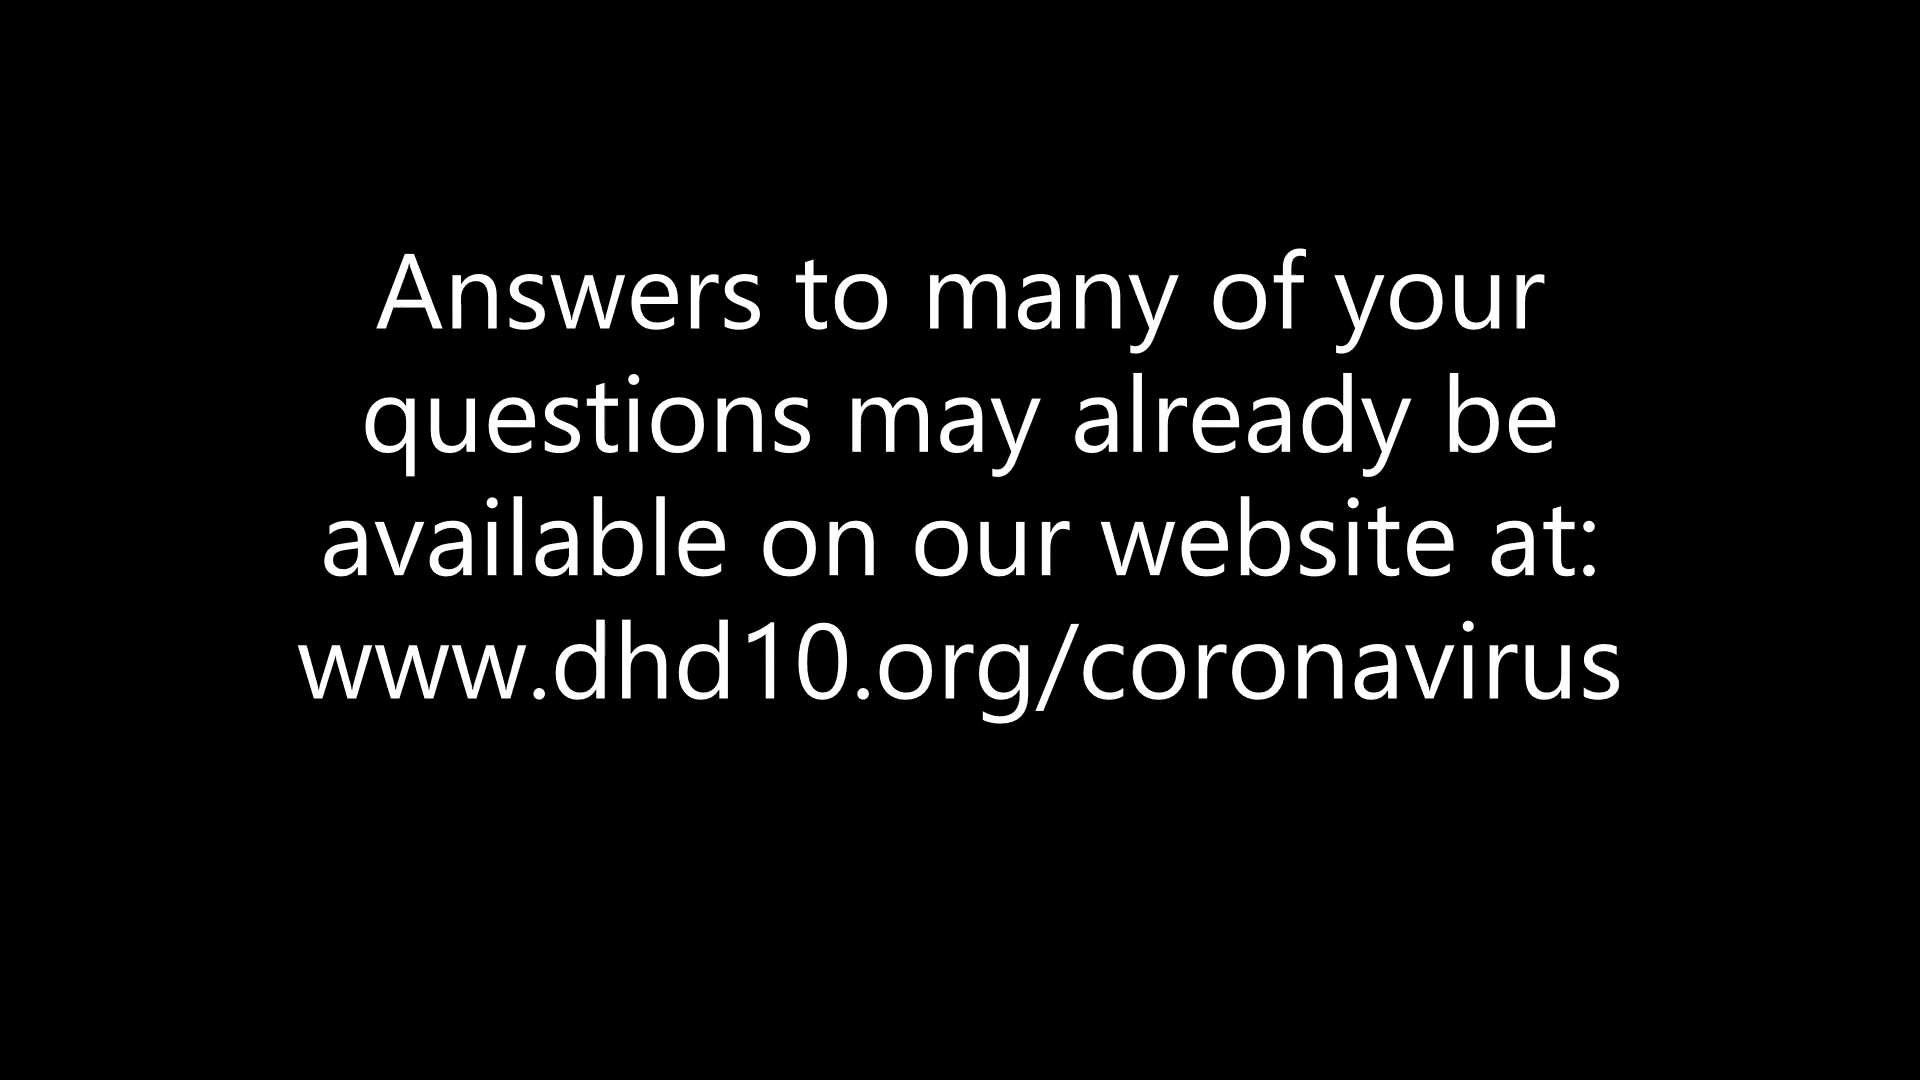 Answers to many of your
questions may already be
available on our website at:
www.dhd10.org/coronavirus